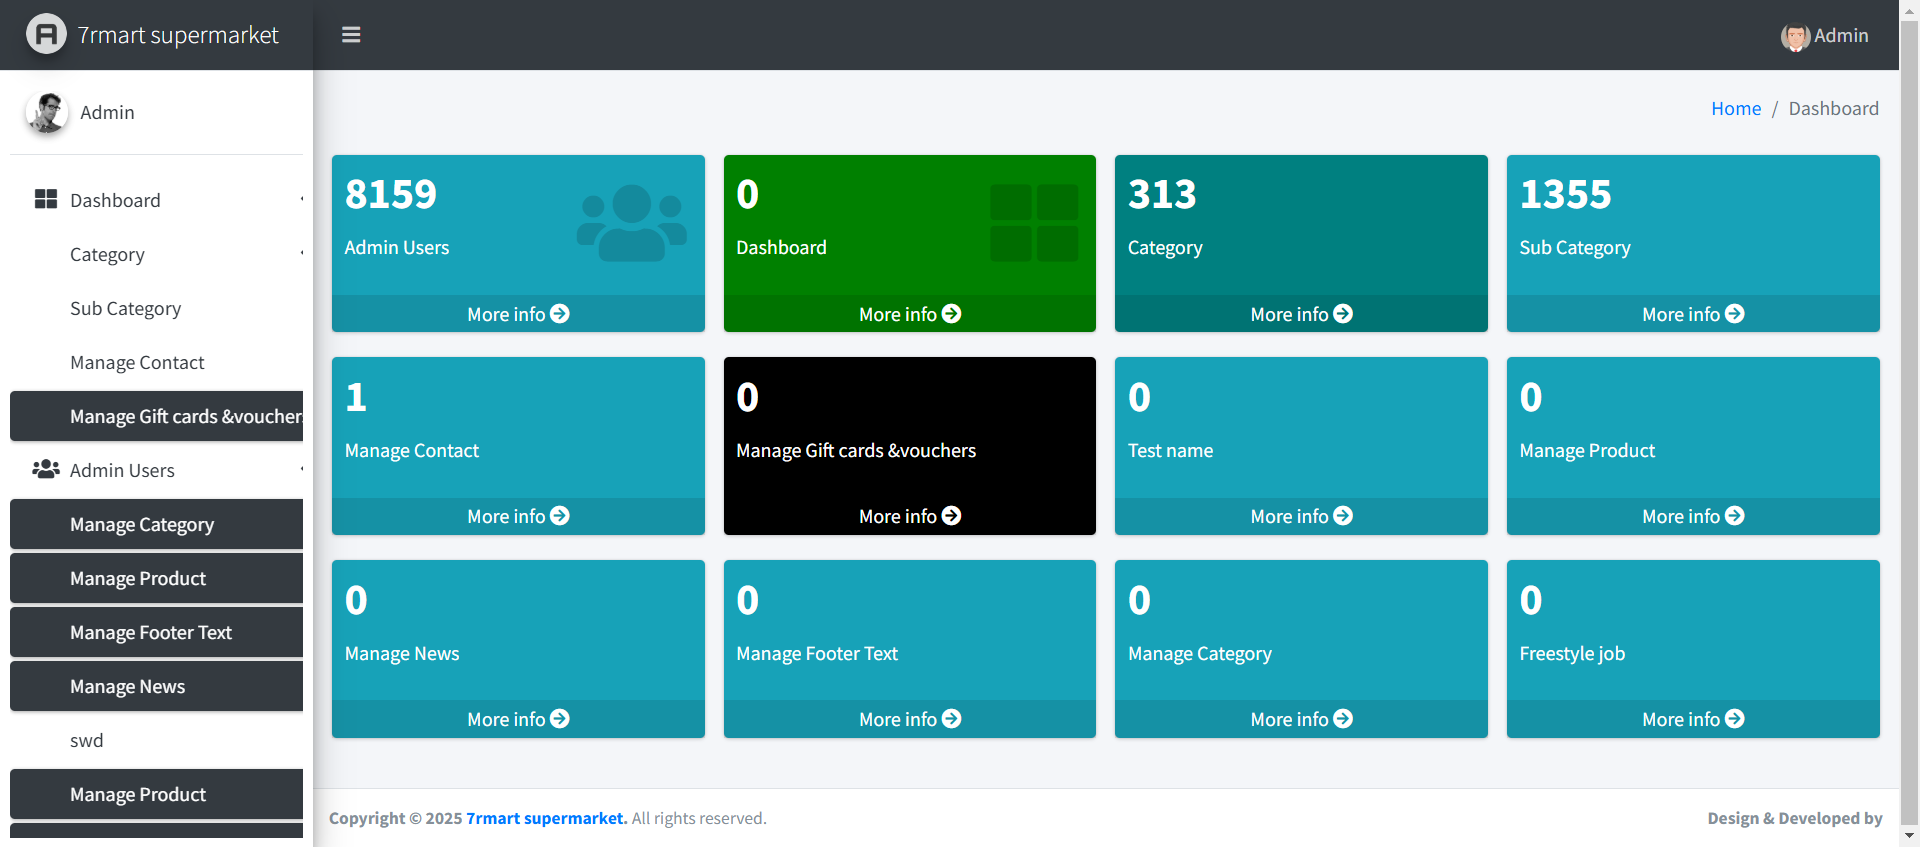 7rmart supermarket
Admin
Admin
Home / Dashboard
Dashboard
Category
Sub Category
Manage Contact
Manage Gift cards &vouchers
Admin Users
Manage Category
Manage Product
Manage Footer Text
Manage News
swd
Manage Product
8159
Admin Users
More info
0
Dashboard
More info
313
Category
More info
1355
Sub Category
More info
1
Manage Contact
More info
0
Manage Gift cards &vouchers
More info
0
Test name
More info
0
Manage Product
More info
0
Manage News
More info
0
Manage Footer Text
More info
0
Manage Category
More info
0
Freestyle job
More info
Copyright © 2025 7rmart supermarket. All rights reserved.
Design & Developed by